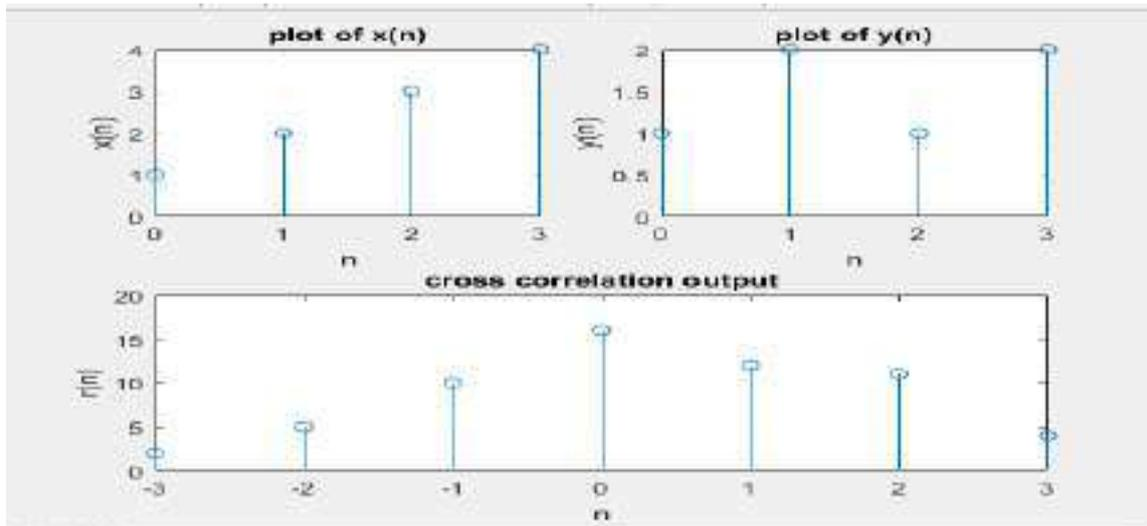 plot of x(n)
4
3
2
1
0
x(n)
0 1 2 3
n
plot of y(n)
2
1.5
1
0.5
0
y(n)
0 1 2 3
n
cross correlation output
20
15
10
5
0
r(n)
-3 -2 -1 0 1 2 3
n